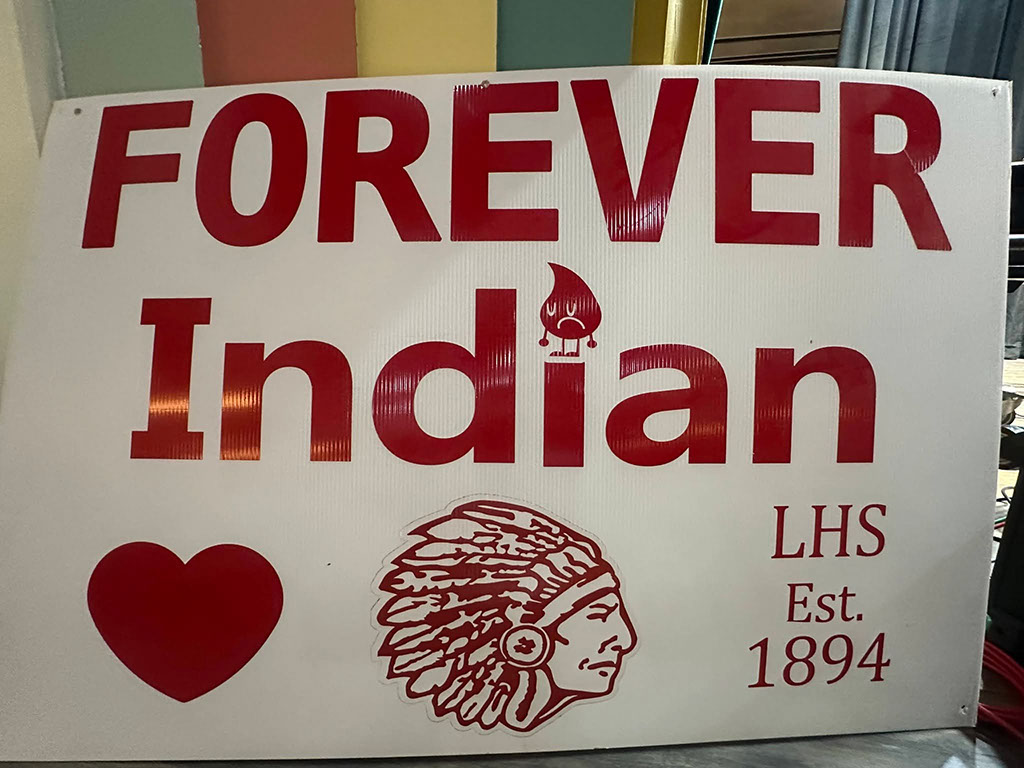 FOREVER
Indian
LHS
Est.
1894